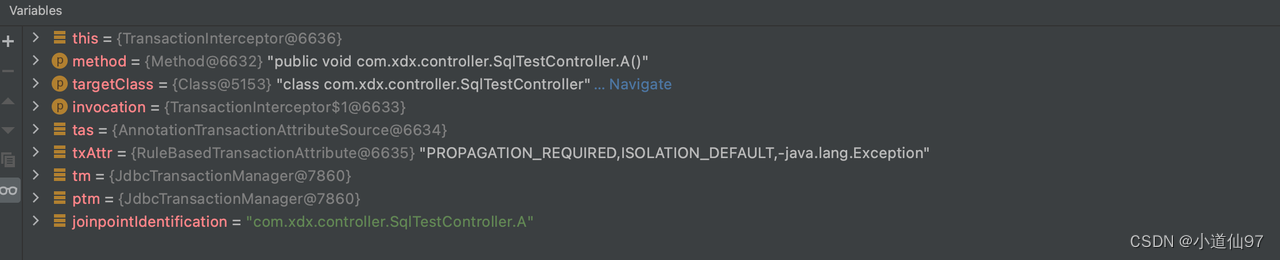 Variables
this = {TransactionInterceptor@6636}
method = {Method@6632} "public void com.xdx.controller.SqlTestController.A()"
targetClass = {Class@5153} "class com.xdx.controller.SqlTestController" ... Navigate
invocation = {TransactionInterceptor$1@6633}
tas = {AnnotationTransactionAttributeSource@6634}
txAttr = {RuleBasedTransactionAttribute@6635} "PROPAGATION_REQUIRED,ISOLATION_DEFAULT,-java.lang.Exception"
tm = {JdbcTransactionManager@7860}
ptm = {JdbcTransactionManager@7860}
joinpointIdentification = "com.xdx.controller.SqlTestController.A"
CSDN @小道仙97